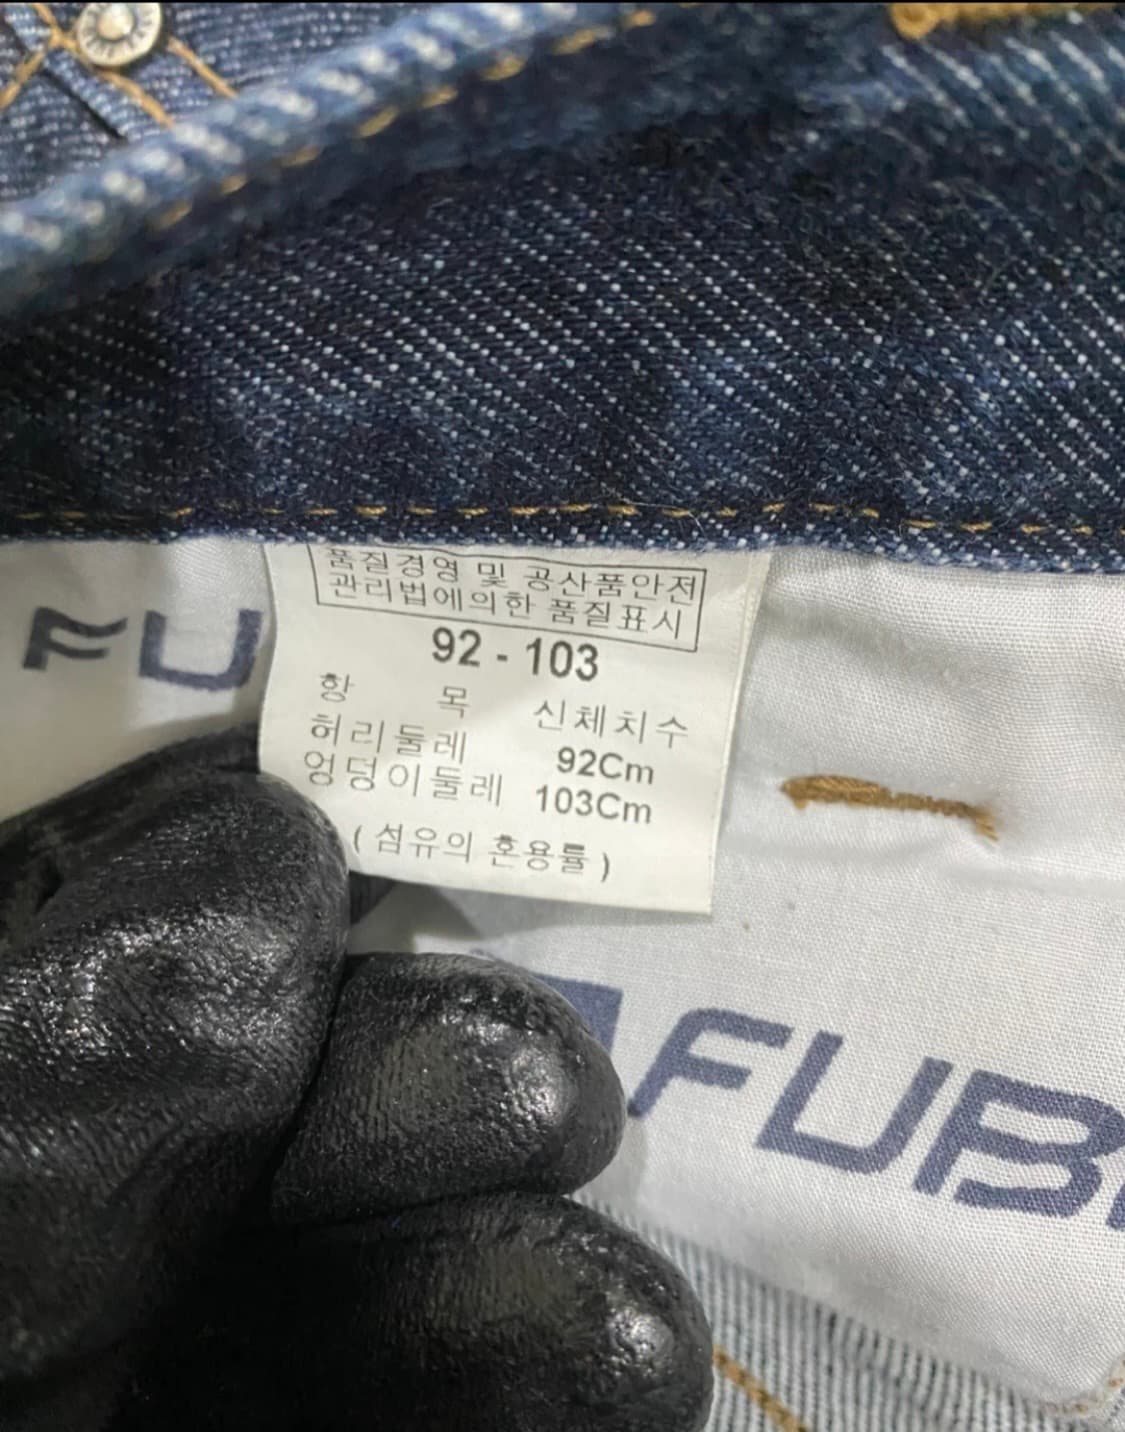 품질경영 및 공산품안전
관리법에의한 품질표시
92 - 103
항 목 신체치수
허리둘레 92Cm
엉덩이둘레 103Cm
( 섬유의 혼용률 )
FU
FUB